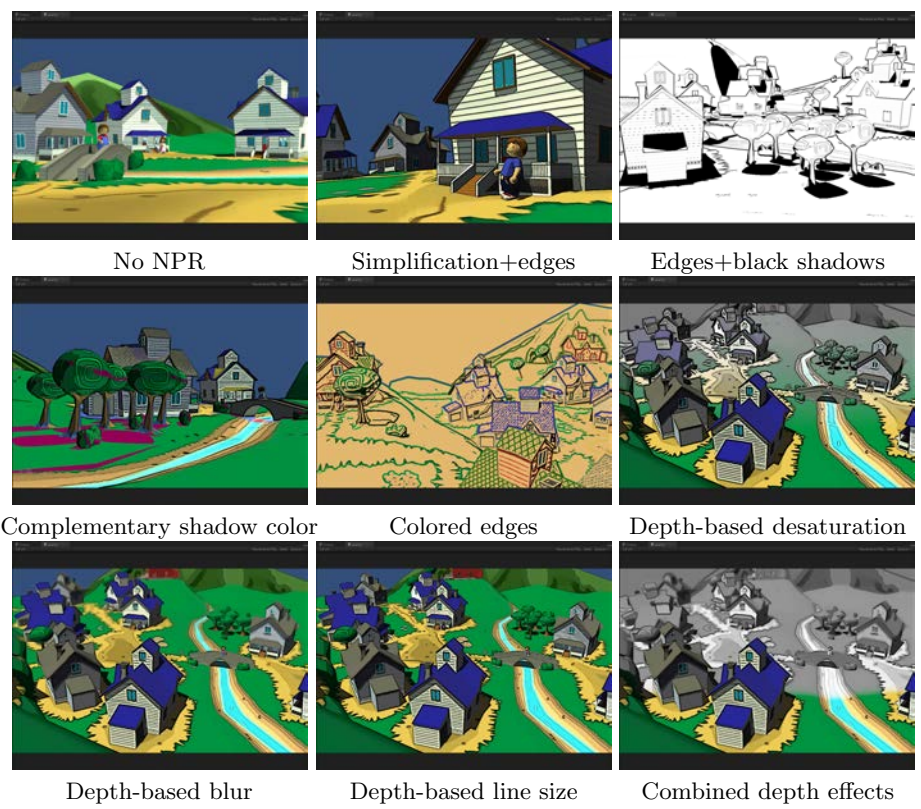 No NPR
Simplification+edges
Edges+black shadows
Complementary shadow color
Colored edges
Depth-based desaturation
Depth-based blur
Depth-based line size
Combined depth effects